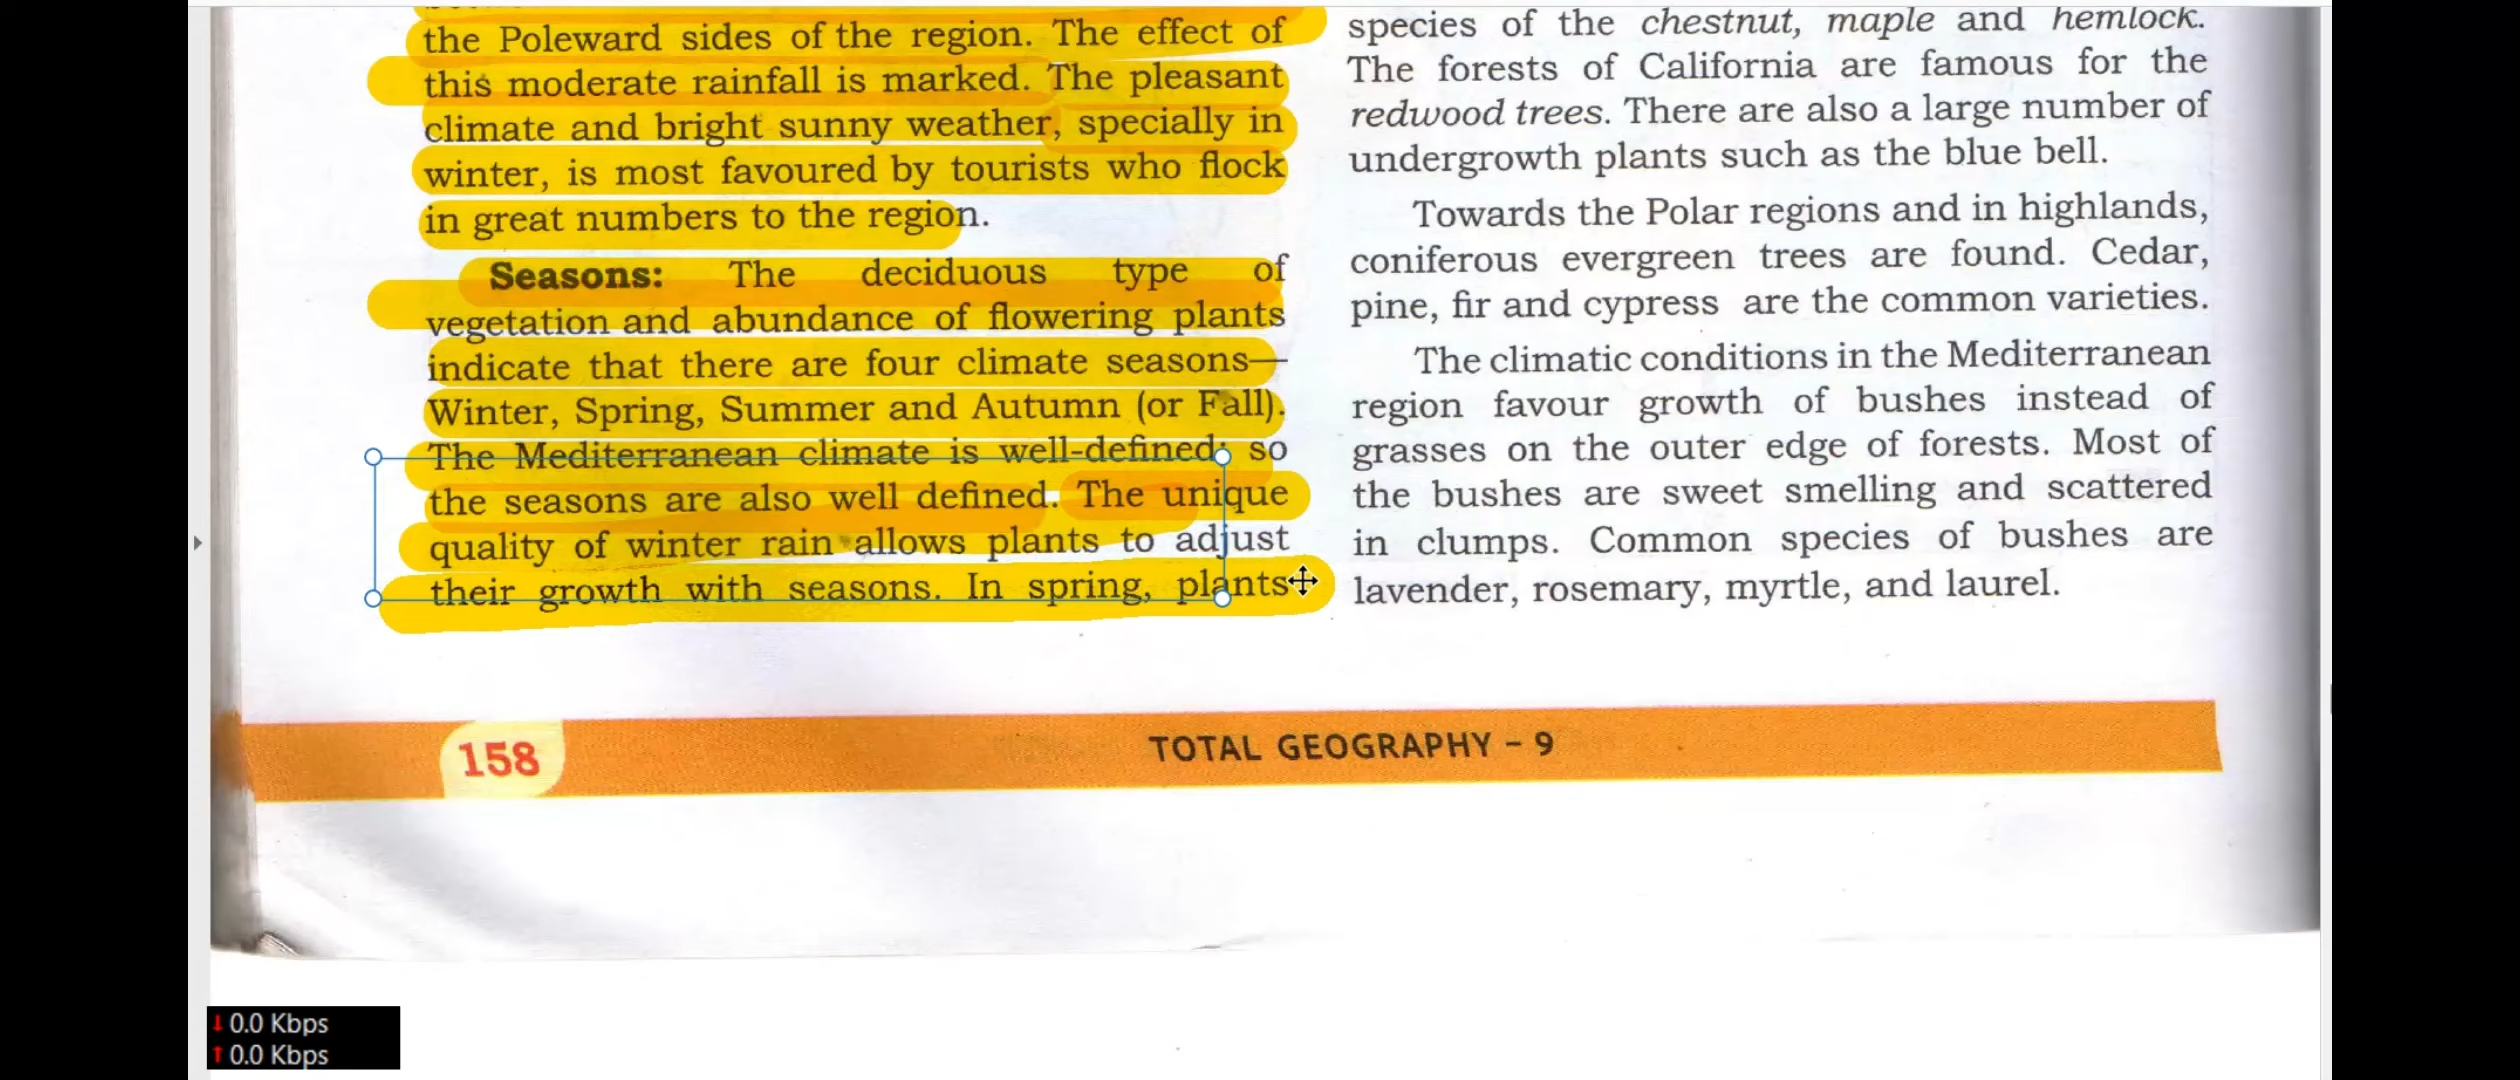 the Poleward sides of the region. The effect of
this moderate rainfall is marked. The pleasant
climate and bright sunny weather, specially in
winter, is most favoured by tourists who flock
in great numbers to the region.
Seasons: The deciduous type of
vegetation and abundance of flowering plants
indicate that there are four climate seasons—
Winter, Spring, Summer and Autumn (or Fall).
The Mediterranean climate is well-defined; so
the seasons are also well defined. The unique
quality of winter rain allows plants to adjust
their growth with seasons. In spring, plants
species of the chestnut, maple and hemlock.
The forests of California are famous for the
redwood trees. There are also a large number of
undergrowth plants such as the blue bell.
Towards the Polar regions and in highlands,
coniferous evergreen trees are found. Cedar,
pine, fir and cypress are the common varieties.
The climatic conditions in the Mediterranean
region favour growth of bushes instead of
grasses on the outer edge of forests. Most of
the bushes are sweet smelling and scattered
in clumps. Common species of bushes are
lavender, rosemary, myrtle, and laurel.
158
TOTAL GEOGRAPHY – 9
↓ 0.0 Kbps
↑ 0.0 Kbps